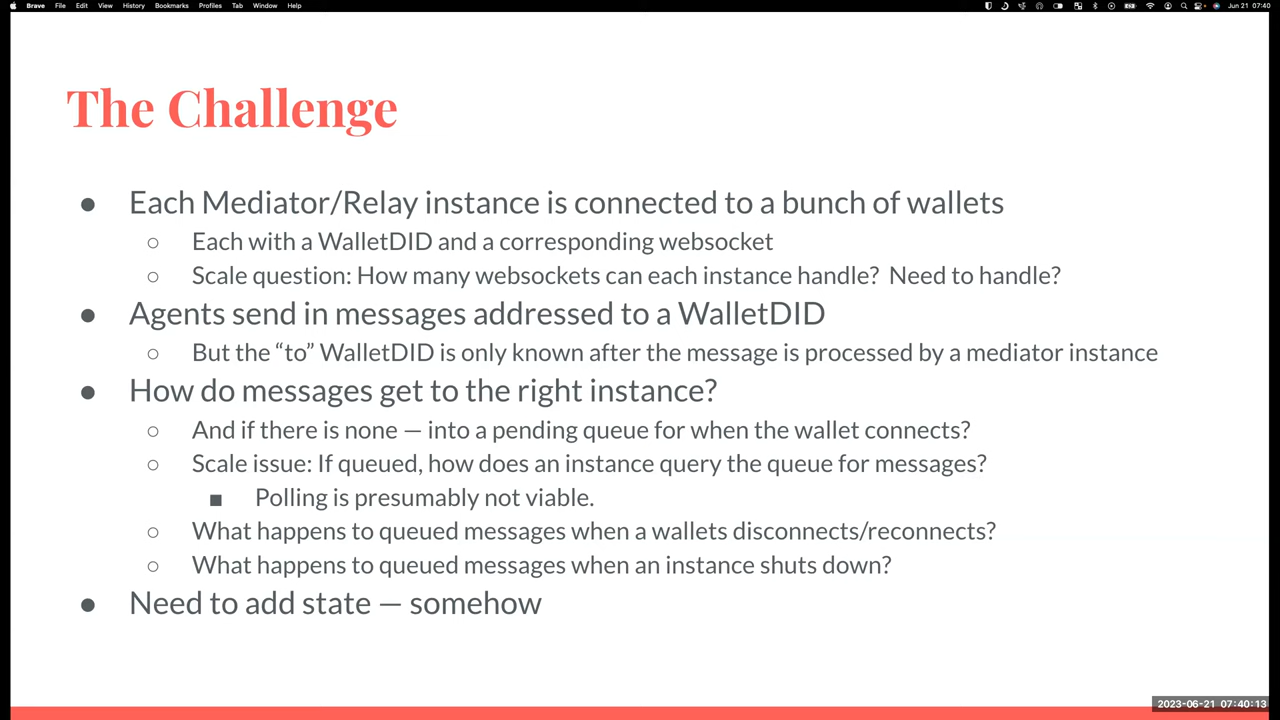 Brave File Edit View History Bookmarks Profiles Tab Window Help Jun 21 07:40
The Challenge
● Each Mediator/Relay instance is connected to a bunch of wallets
○ Each with a WalletDID and a corresponding websocket
○ Scale question: How many websockets can each instance handle? Need to handle?
● Agents send in messages addressed to a WalletDID
○ But the “to” WalletDID is only known after the message is processed by a mediator instance
● How do messages get to the right instance?
○ And if there is none — into a pending queue for when the wallet connects?
○ Scale issue: If queued, how does an instance query the queue for messages?
■ Polling is presumably not viable.
○ What happens to queued messages when a wallets disconnects/reconnects?
○ What happens to queued messages when an instance shuts down?
● Need to add state — somehow
2023-06-21 07:40:13